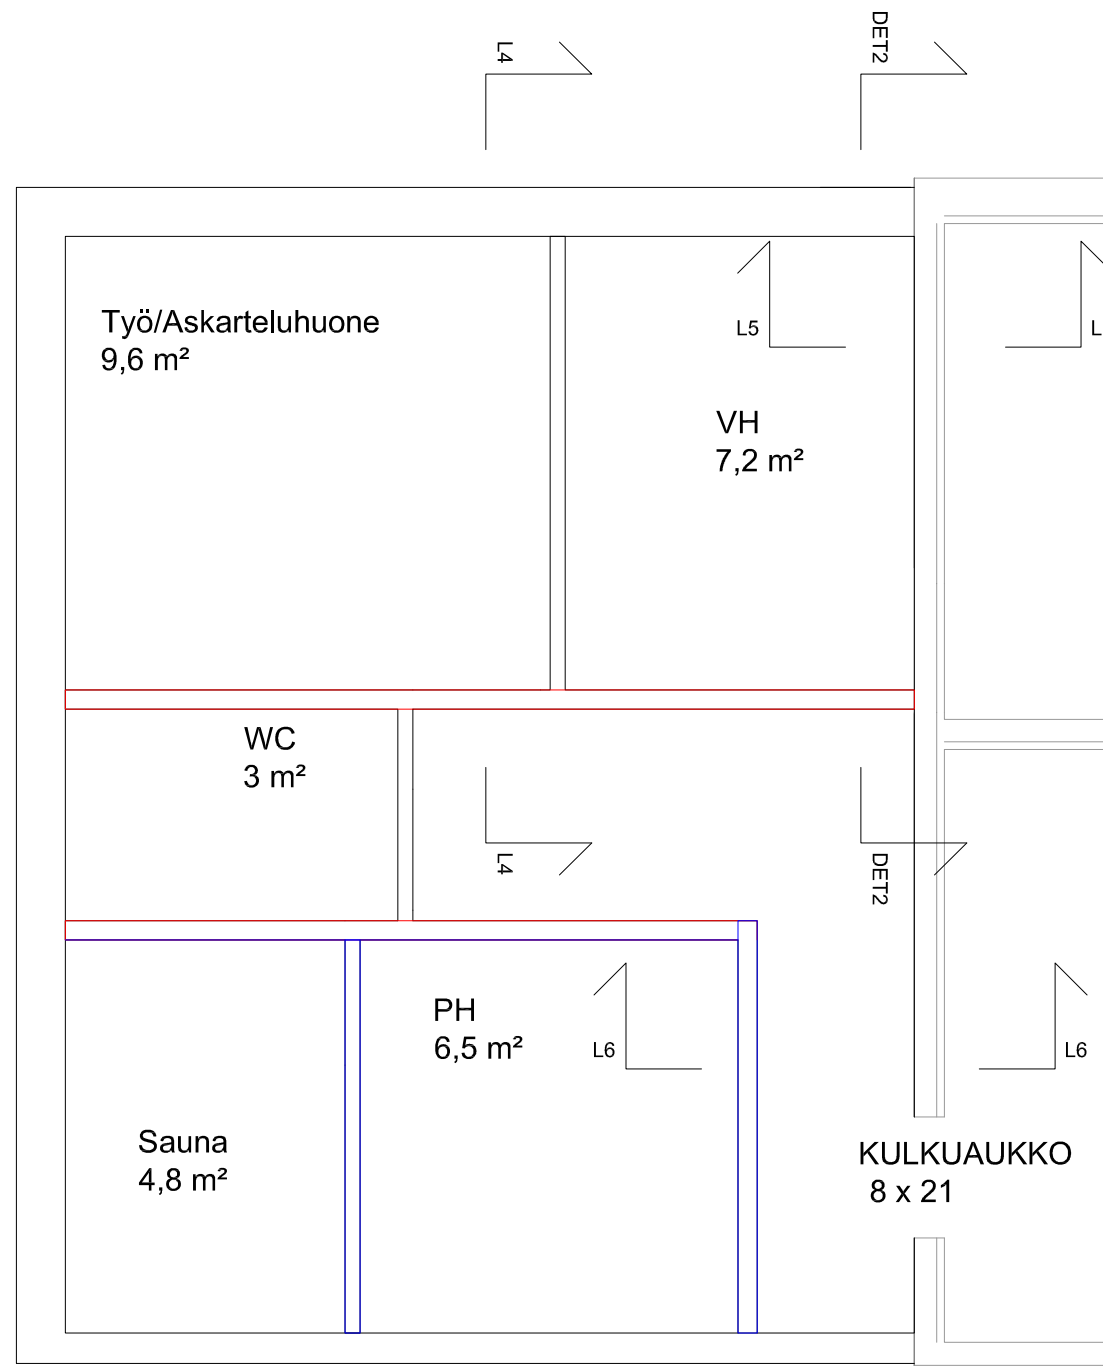 L4
DET2
Työ/Askarteluhuone
9,6 m²
L5
L
VH
7,2 m²
WC
3 m²
L4
DET2
PH
6,5 m²
L6
L6
Sauna
4,8 m²
KULKUAUKKO
8 x 21